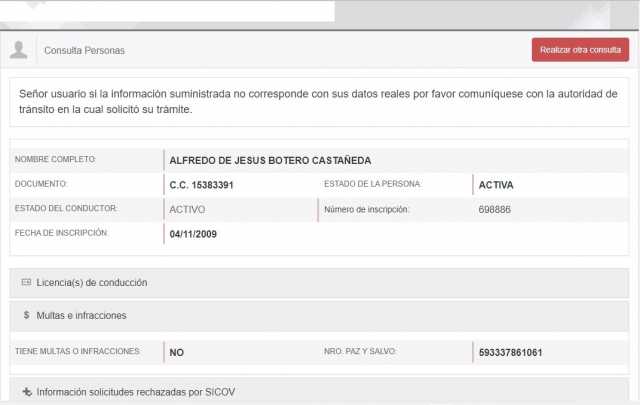 Consulta Personas
Realizar otra consulta
Señor usuario si la información suministrada no corresponde con sus datos reales por favor comuníquese con la autoridad de
tránsito en la cual solicitó su trámite.
NOMBRE COMPLETO: ALFREDO DE JESUS BOTERO CASTAÑEDA
DOCUMENTO: C.C. 15383391 ESTADO DE LA PERSONA: ACTIVA
ESTADO DEL CONDUCTOR: ACTIVO Número de inscripción: 698886
FECHA DE INSCRIPCIÓN: 04/11/2009
Licencia(s) de conducción
$ Multas e infracciones
TIENE MULTAS O INFRACCIONES: NO NRO. PAZ Y SALVO: 593337861061
Información solicitudes rechazadas por SICOV